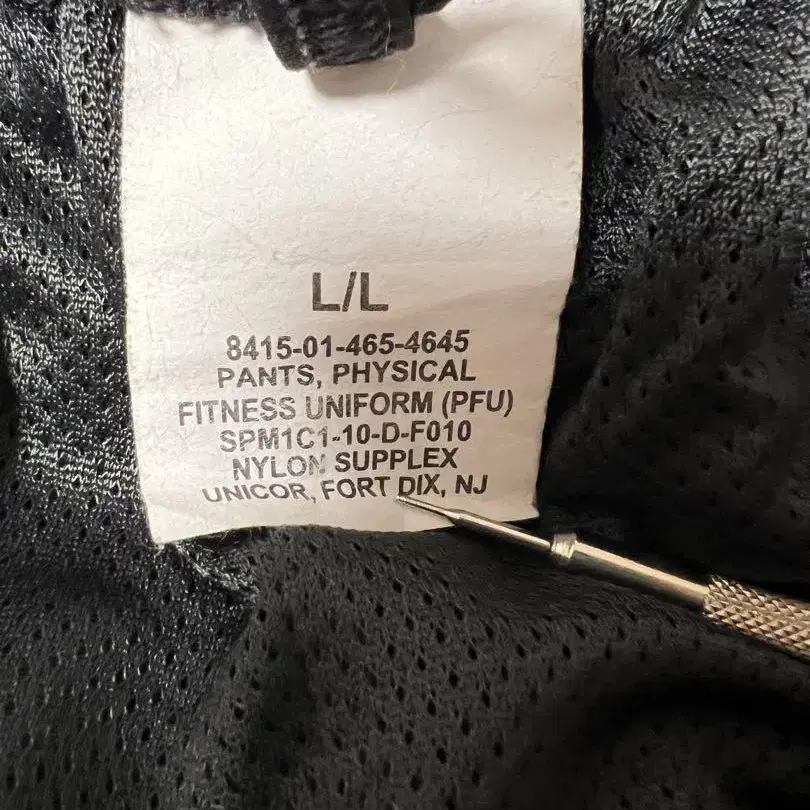 L/L
8415-01-465-4645
PANTS, PHYSICAL
FITNESS UNIFORM (PFU)
SPM1C1-10-D-F010
NYLON SUPPLEX
UNICOR, FORT DIX, NJ